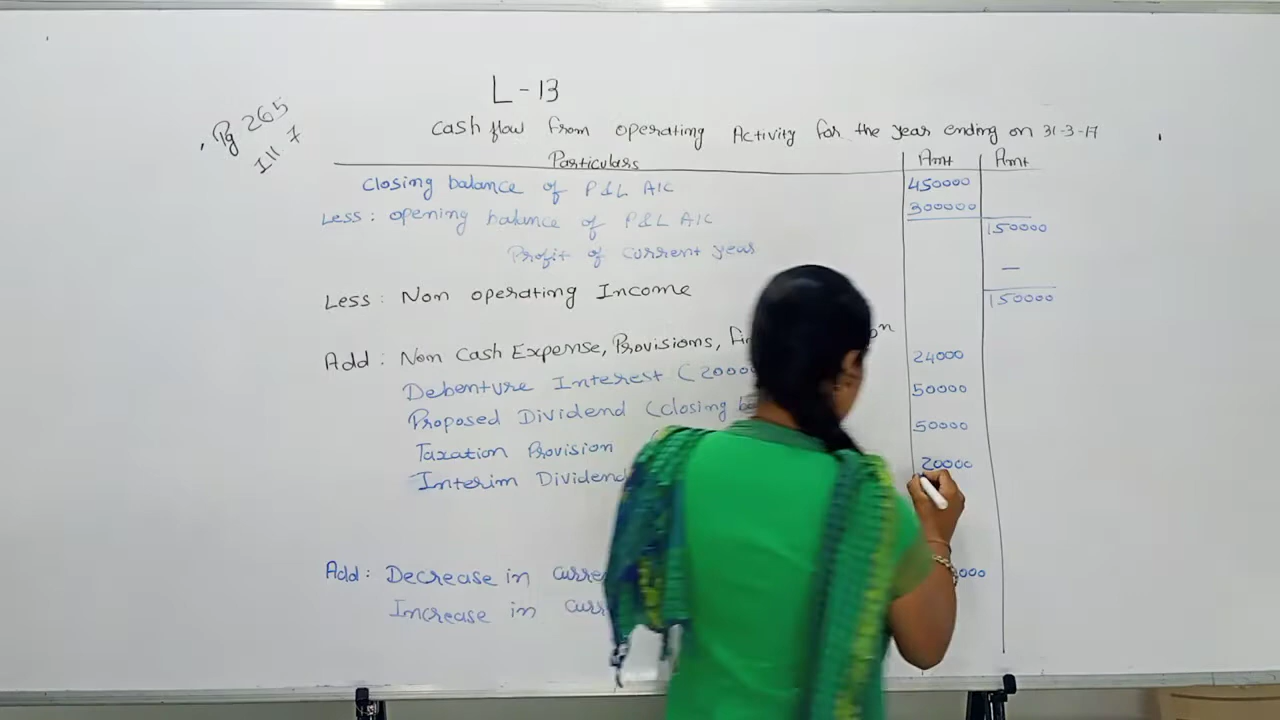 L - 13
Pg 265
Ill 7
Cash flow from operating Activity for the year ending on 31-3-17
Particulars Amt Amt
Closing balance of P&L A/C 450000
Less: opening balance of P&L A/C 300000
Profit of current year 150000
—
Less: Non operating Income 150000
Add: Non Cash Expense, Provisions,
Debenture Interest (20000 24000
Proposed Dividend (closing 50000
Taxation Provision 50000
Interim Dividend 20000
Add: Decrease in 000
Increase in